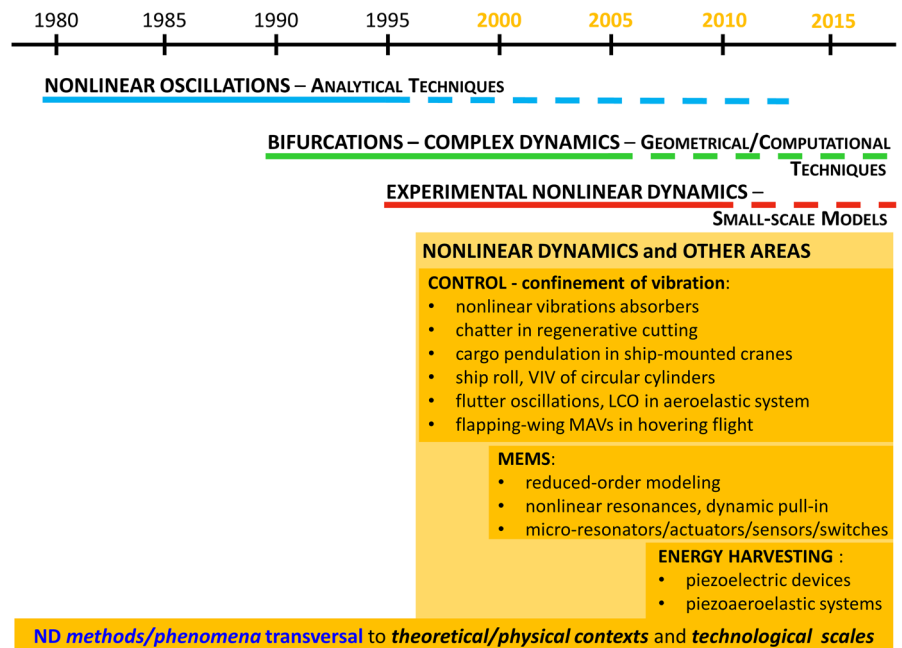 1980 1985 1990 1995 2000 2005 2010 2015
NONLINEAR OSCILLATIONS – ANALYTICAL TECHNIQUES
BIFURCATIONS – COMPLEX DYNAMICS – GEOMETRICAL/COMPUTATIONAL
TECHNIQUES
EXPERIMENTAL NONLINEAR DYNAMICS –
SMALL-SCALE MODELS
NONLINEAR DYNAMICS and OTHER AREAS
CONTROL - confinement of vibration:
• nonlinear vibrations absorbers
• chatter in regenerative cutting
• cargo pendulation in ship-mounted cranes
• ship roll, VIV of circular cylinders
• flutter oscillations, LCO in aeroelastic system
• flapping-wing MAVs in hovering flight
MEMS:
• reduced-order modeling
• nonlinear resonances, dynamic pull-in
• micro-resonators/actuators/sensors/switches
ENERGY HARVESTING :
• piezoelectric devices
• piezoaeroelastic systems
ND methods/phenomena transversal to theoretical/physical contexts and technological scales